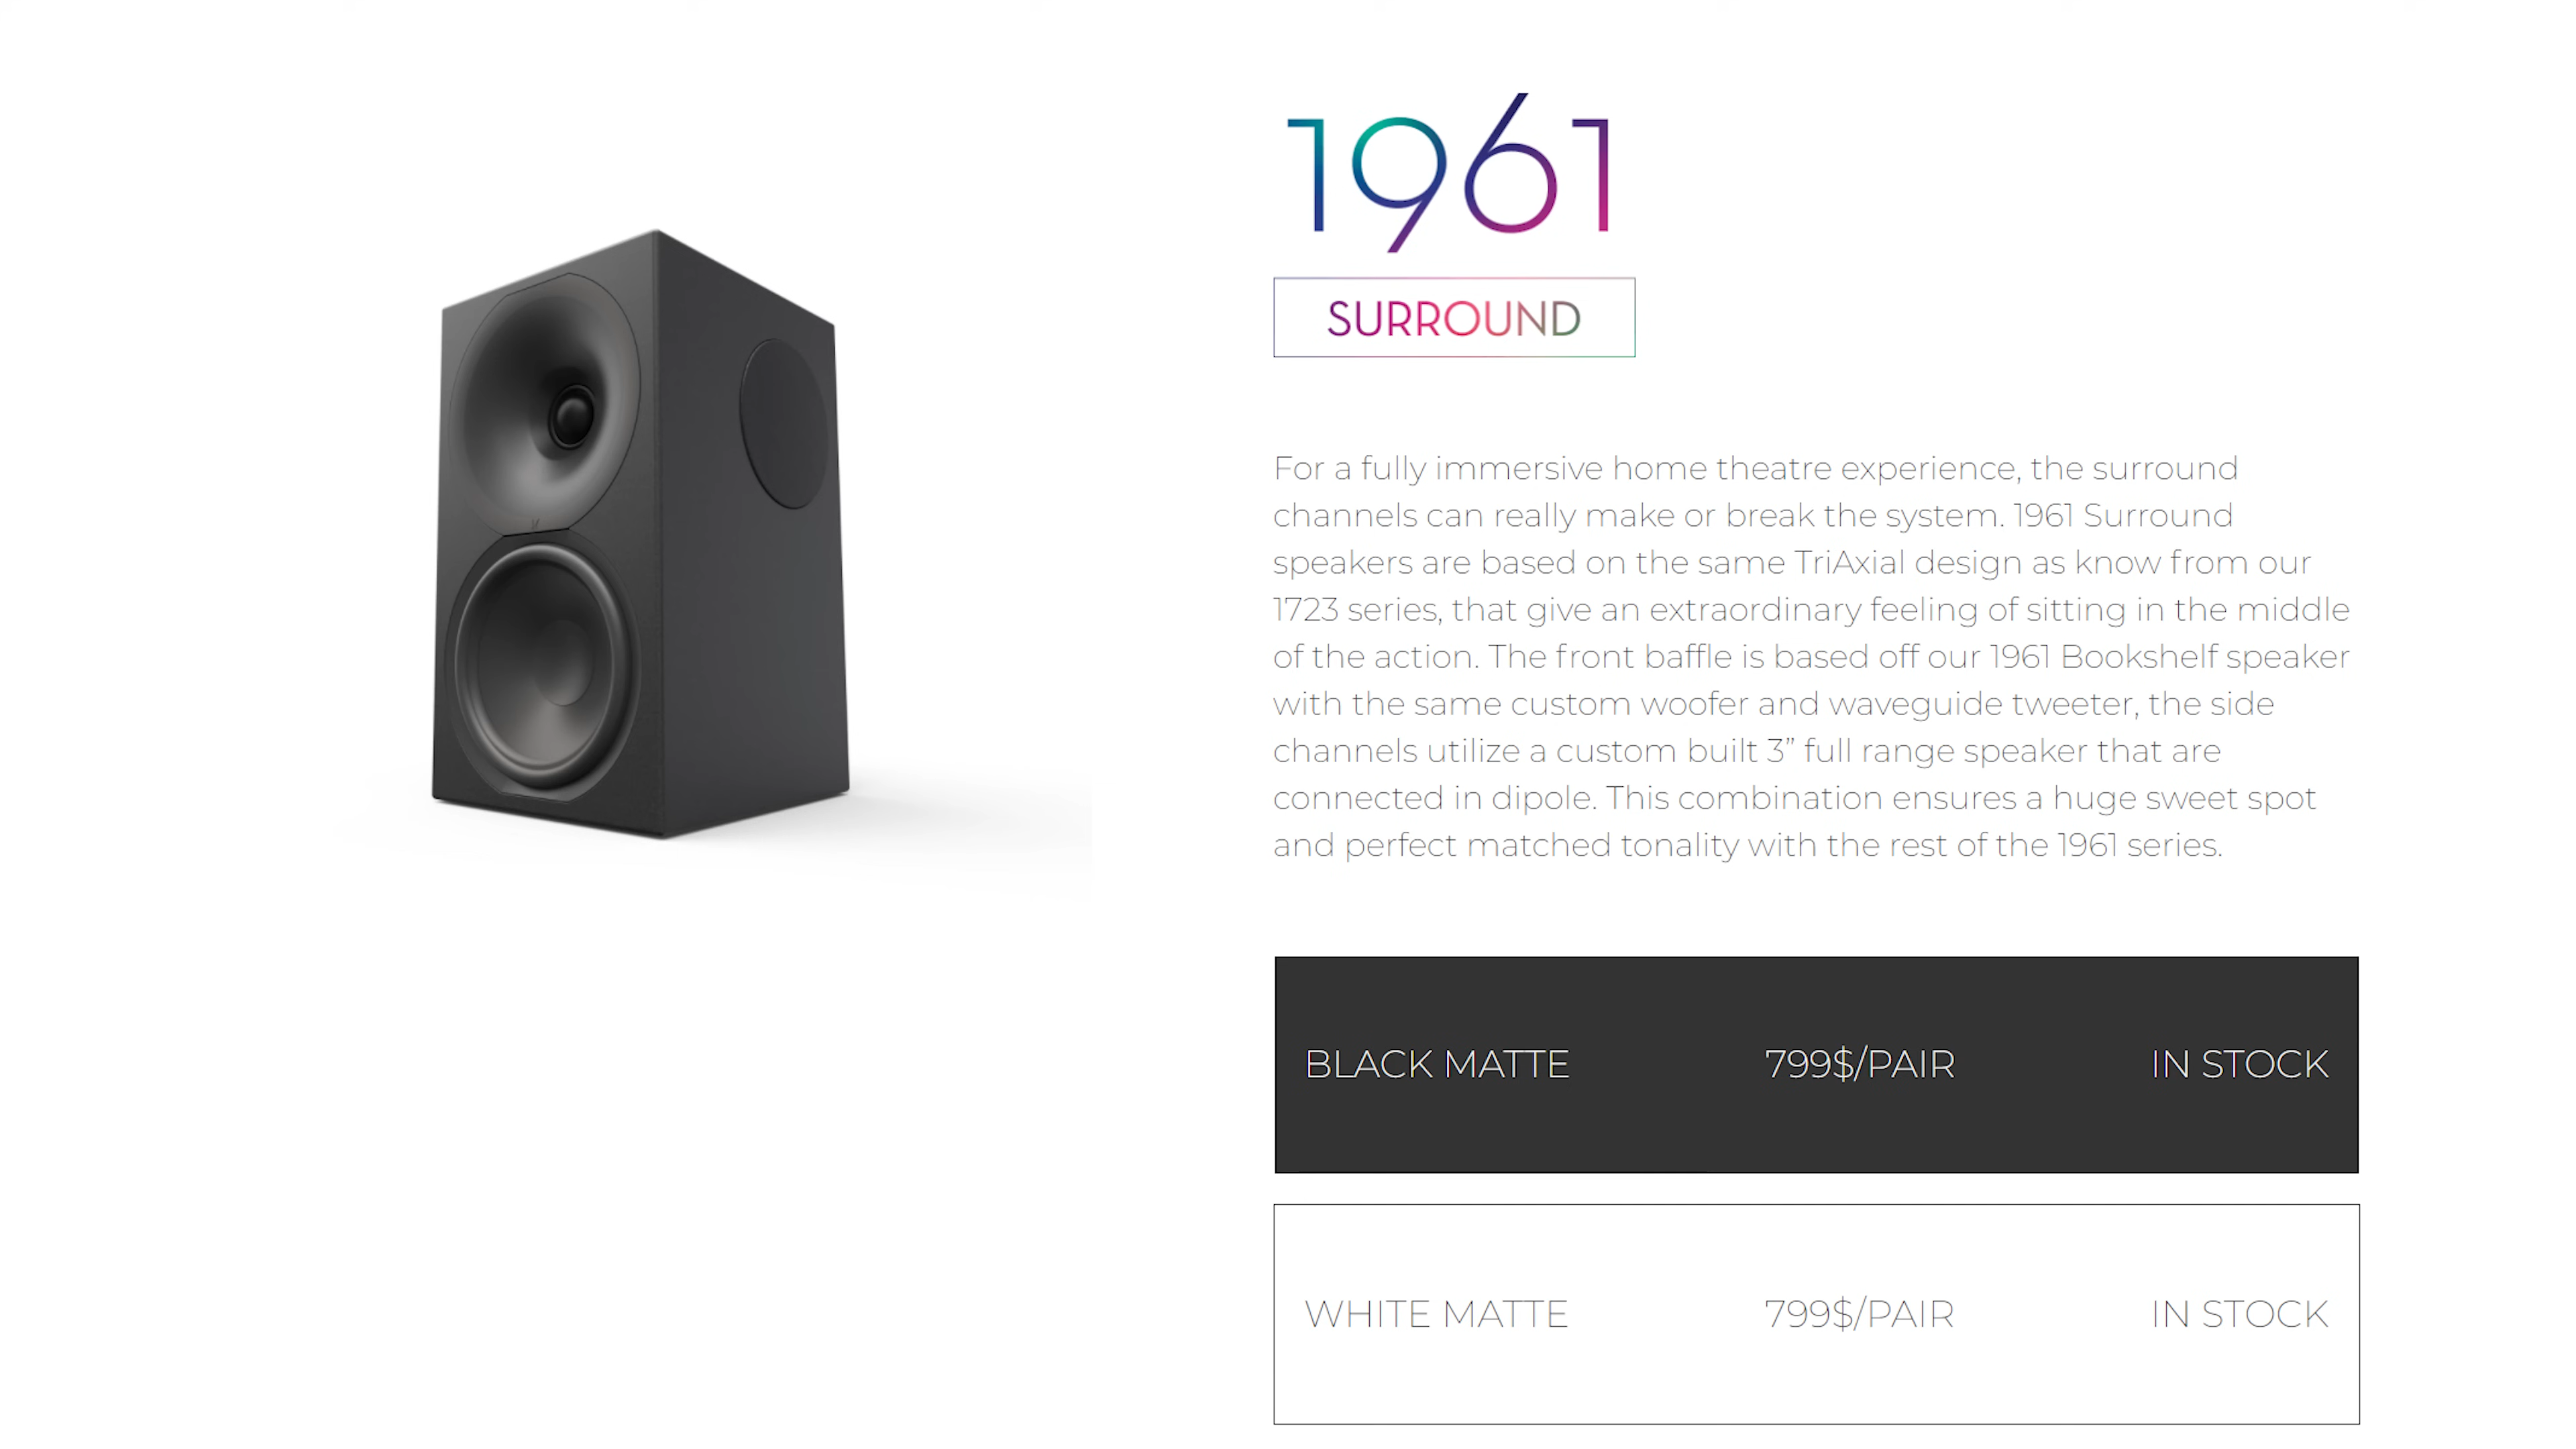 1961
SURROUND
For a fully immersive home theatre experience, the surround
channels can really make or break the system. 1961 Surround
speakers are based on the same TriAxial design as know from our
1723 series, that give an extraordinary feeling of sitting in the middle
of the action. The front baffle is based off our 1961 Bookshelf speaker
with the same custom woofer and waveguide tweeter, the side
channels utilize a custom built 3” full range speaker that are
connected in dipole. This combination ensures a huge sweet spot
and perfect matched tonality with the rest of the 1961 series.
BLACK MATTE 799$/PAIR IN STOCK
WHITE MATTE 799$/PAIR IN STOCK